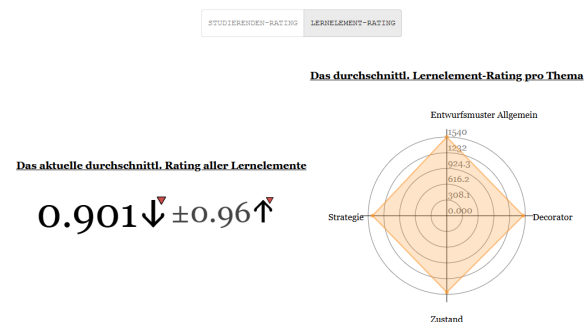 STUDIERENDEN-RATING LERNELEMENT-RATING
Das durchschnittl. Lernelement-Rating pro Thema
Entwurfsmuster Allgemein
1540
1232
924.3
616.2
308.1
0.000
Strategie
Decorator
Zustand
Das aktuelle durchschnittl. Rating aller Lernelemente
0.901 ±0.96